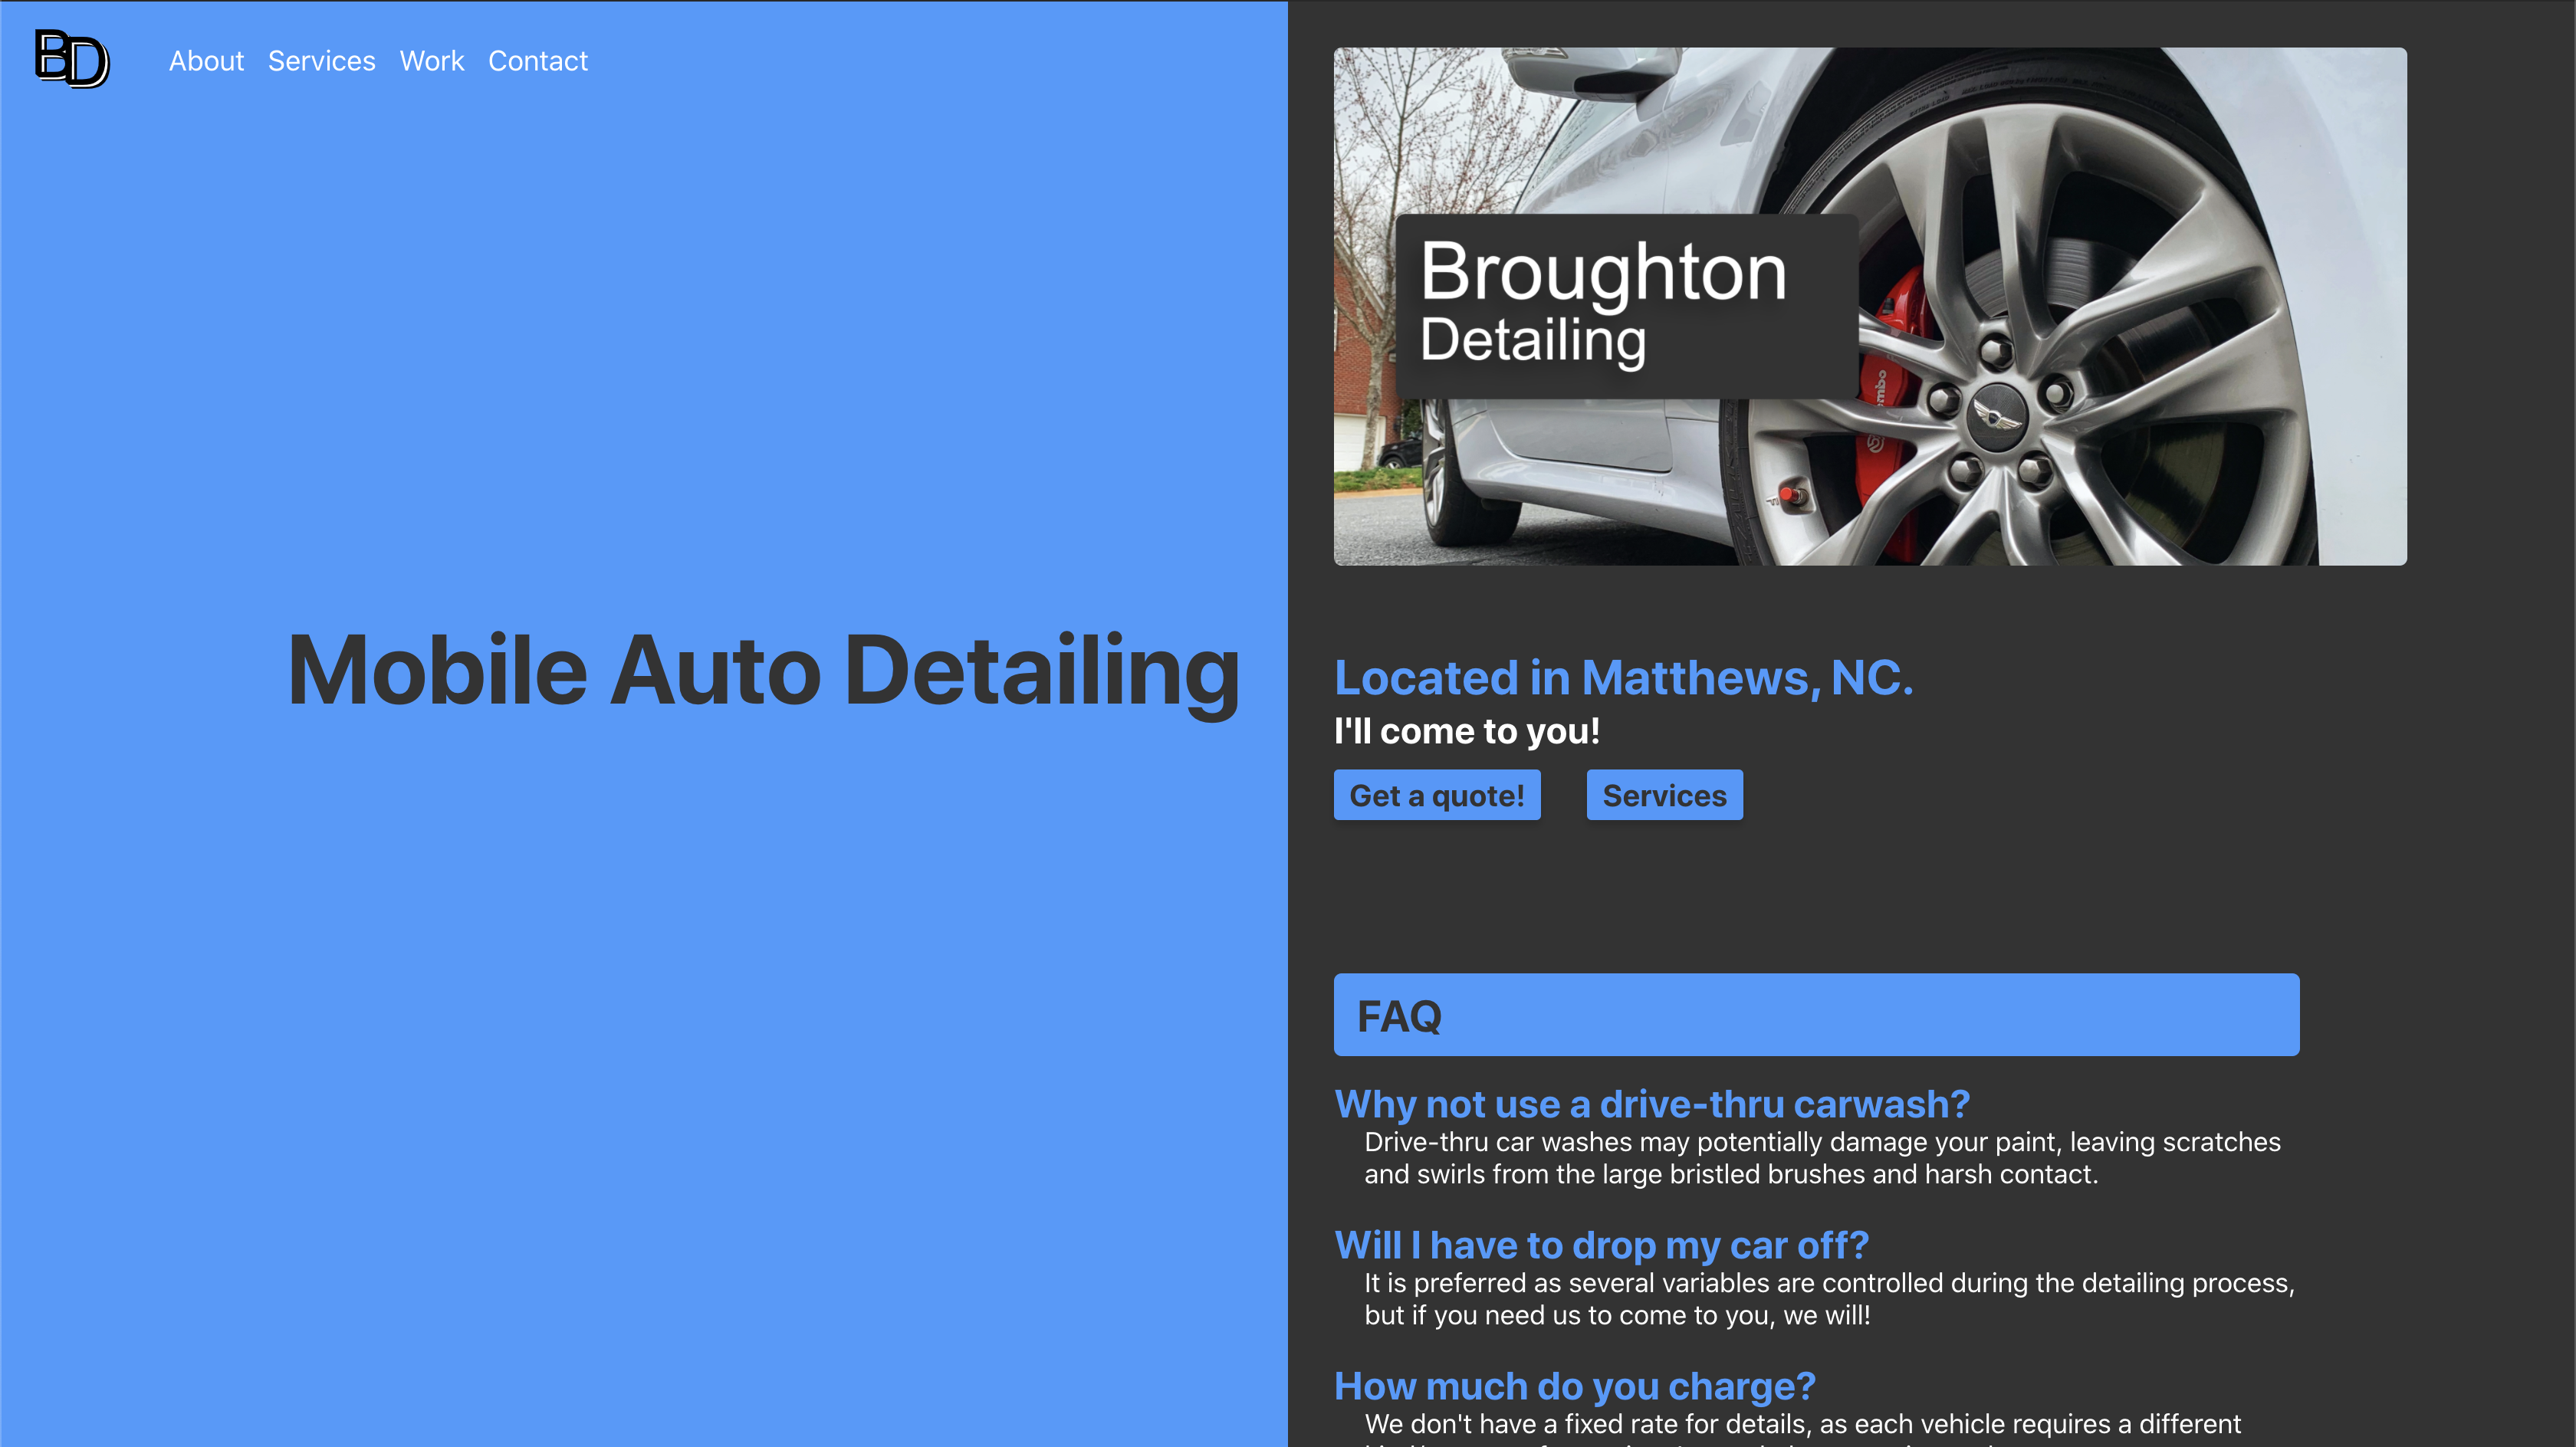 BD
About Services Work Contact
Mobile Auto Detailing
Broughton
Detailing
Located in Matthews, NC.
I'll come to you!
Get a quote! Services
FAQ
Why not use a drive-thru carwash?
Drive-thru car washes may potentially damage your paint, leaving scratches
and swirls from the large bristled brushes and harsh contact.
Will I have to drop my car off?
It is preferred as several variables are controlled during the detailing process,
but if you need us to come to you, we will!
How much do you charge?
We don't have a fixed rate for details, as each vehicle requires a different